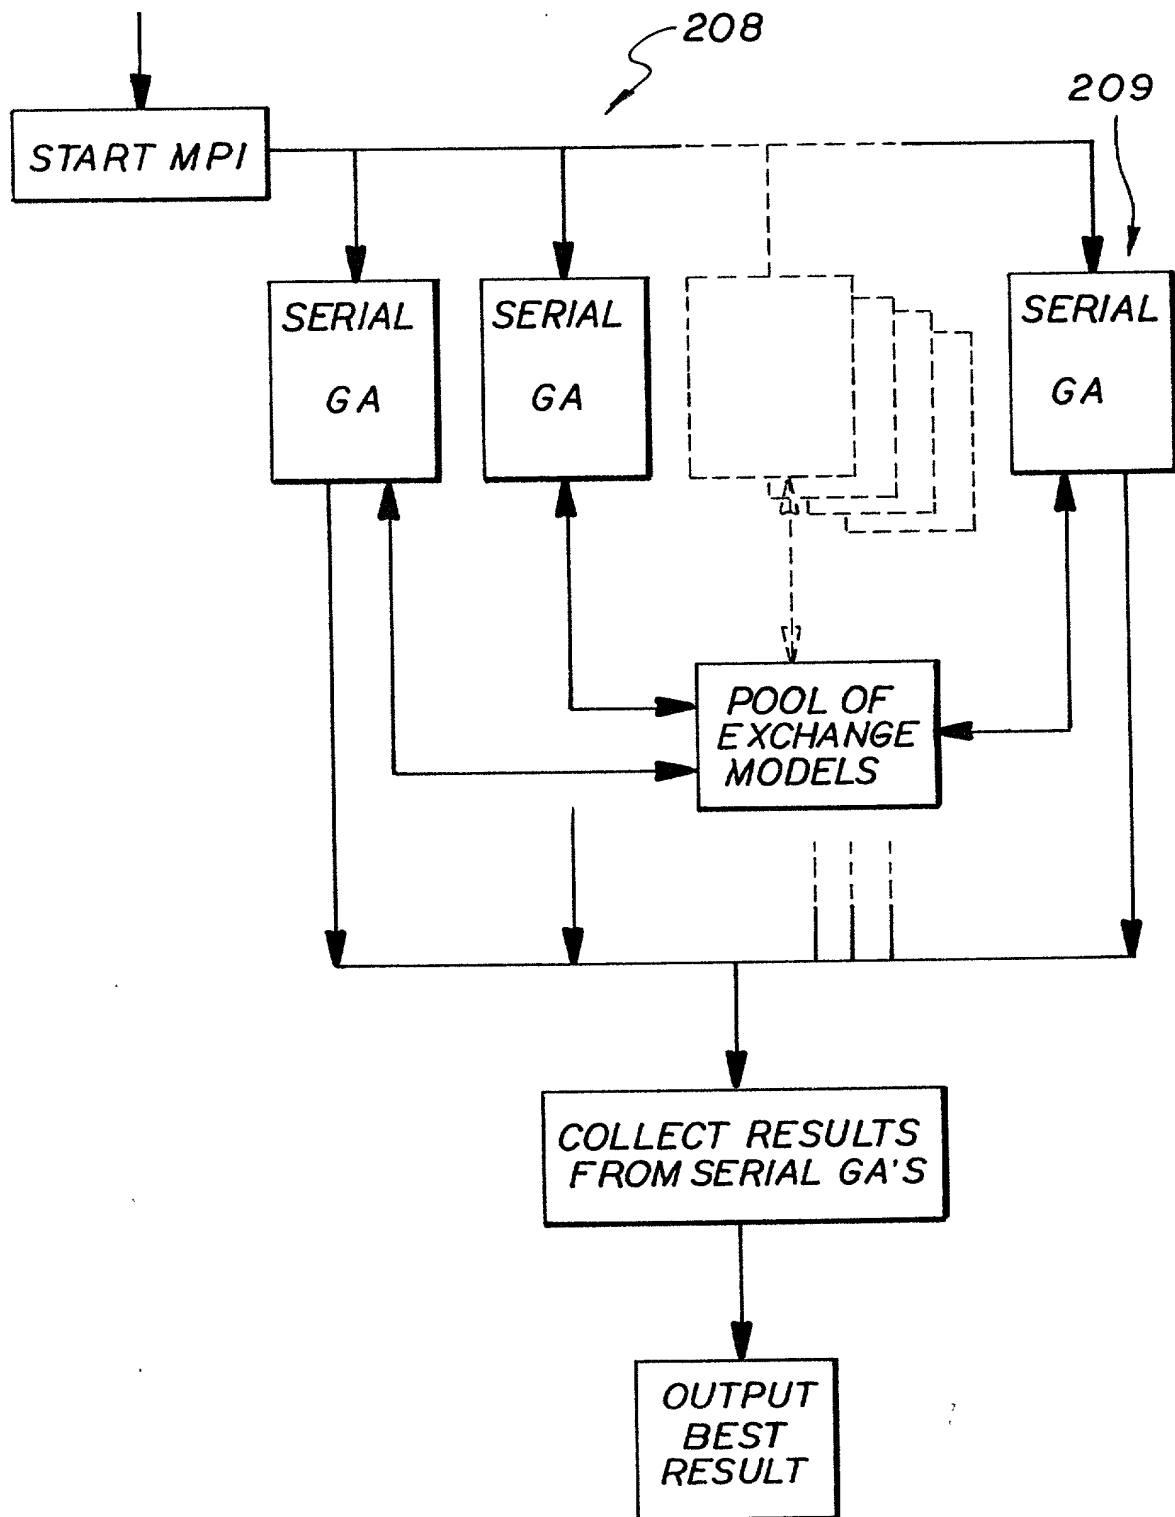 208
209
START MPI
SERIAL
GA
SERIAL
GA
SERIAL
GA
POOL OF
EXCHANGE
MODELS
COLLECT RESULTS
FROM SERIAL GA'S
OUTPUT
BEST
RESULT